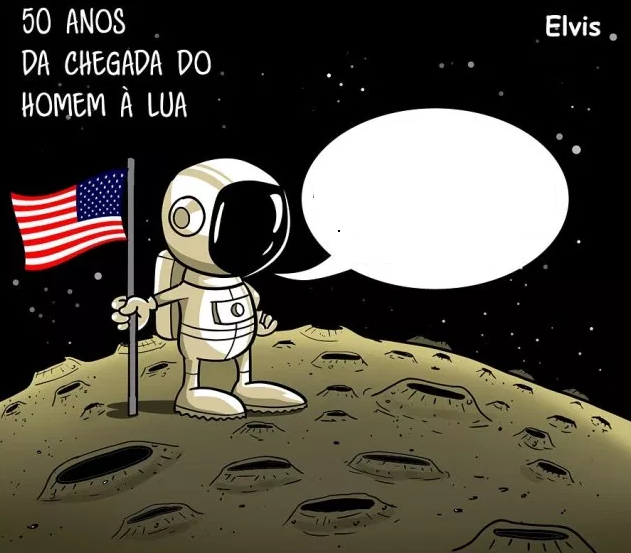 50 ANOS
DA CHEGADA DO
HOMEM À LUA
Elvis